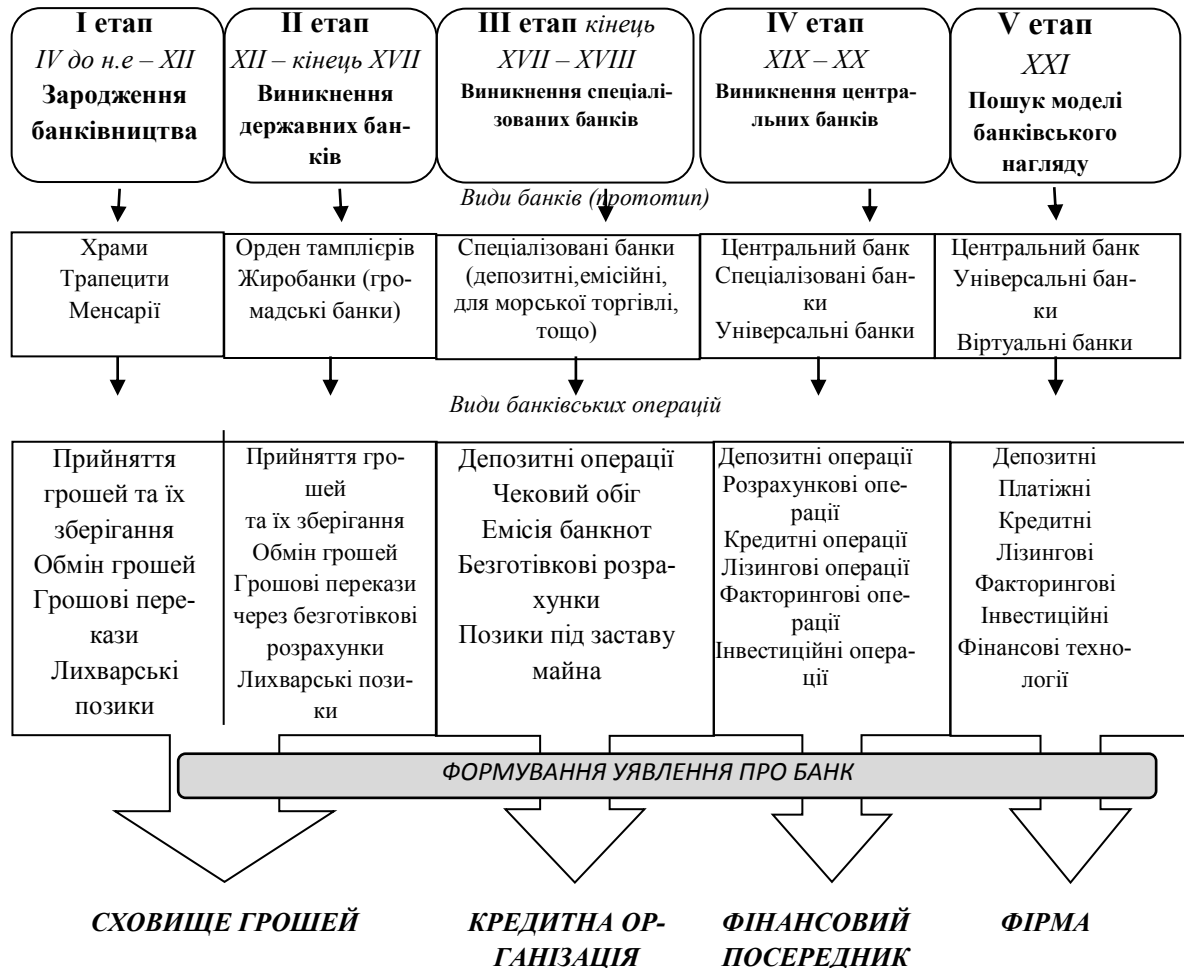 I етап
IV до н.е – XII
Зародження
банківництва
II етап
XII – кінець XVII
Виникнення
державних бан-
ків
III етап кінець
XVII – XVIII
Виникнення спеціалі-
зованих банків
IV етап
XIX – XX
Виникнення центра-
льних банків
V етап
XXI
Пошук моделі
банківського
нагляду
Види банків (прототип)
Храми
Трапецити
Менсарії
Орден тамплієрів
Жиробанки (гро-
мадські банки)
Спеціалізовані банки
(депозитні,емісійні,
для морської торгівлі,
тощо)
Центральний банк
Спеціалізовані бан-
ки
Універсальні банки
Центральний банк
Універсальні бан-
ки
Віртуальні банки
Види банківських операцій
Прийняття
грошей та їх
зберігання
Обмін грошей
Грошові пере-
кази
Лихварські
позики
Прийняття гро-
шей
та їх зберігання
Обмін грошей
Грошові перекази
через безготівкові
розрахунки
Лихварські пози-
ки
Депозитні операції
Чековий обіг
Емісія банкнот
Безготівкові розра-
хунки
Позики під заставу
майна
Депозитні операції
Розрахункові опе-
рації
Кредитні операції
Лізингові операції
Факторингові опе-
рації
Інвестиційні опера-
ції
Депозитні
Платіжні
Кредитні
Лізингові
Факторингові
Інвестиційні
Фінансові техно-
логії
ФОРМУВАННЯ УЯВЛЕННЯ ПРО БАНК
СХОВИЩЕ ГРОШЕЙ
КРЕДИТНА ОР-
ГАНІЗАЦІЯ
ФІНАНСОВИЙ
ПОСЕРЕДНИК
ФІРМА